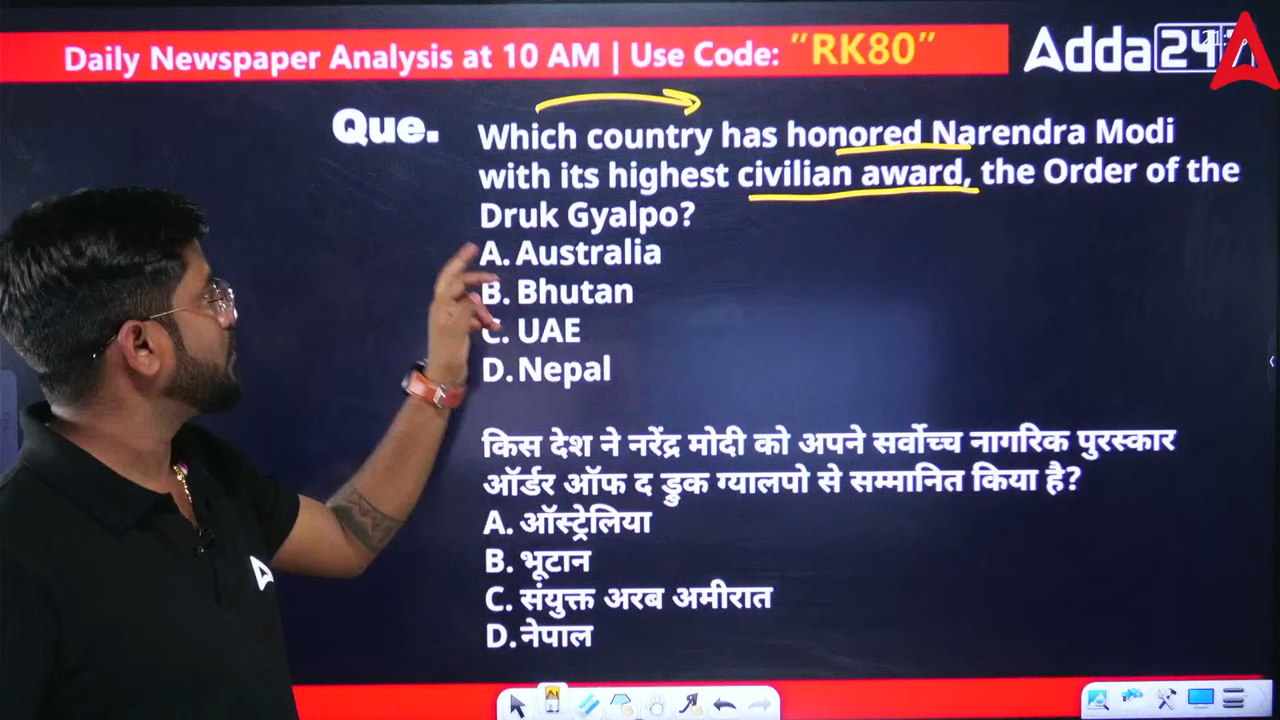 Daily Newspaper Analysis at 10 AM | Use Code: "RK80"
Adda247
Que. Which country has honored Narendra Modi
with its highest civilian award, the Order of the
Druk Gyalpo?
A. Australia
B. Bhutan
C. UAE
D. Nepal
किस देश ने नरेंद्र मोदी को अपने सर्वोच्च नागरिक पुरस्कार
ऑर्डर ऑफ द ड्रुक ग्यालपो से सम्मानित किया है?
A. ऑस्ट्रेलिया
B. भूटान
C. संयुक्त अरब अमीरात
D. नेपाल